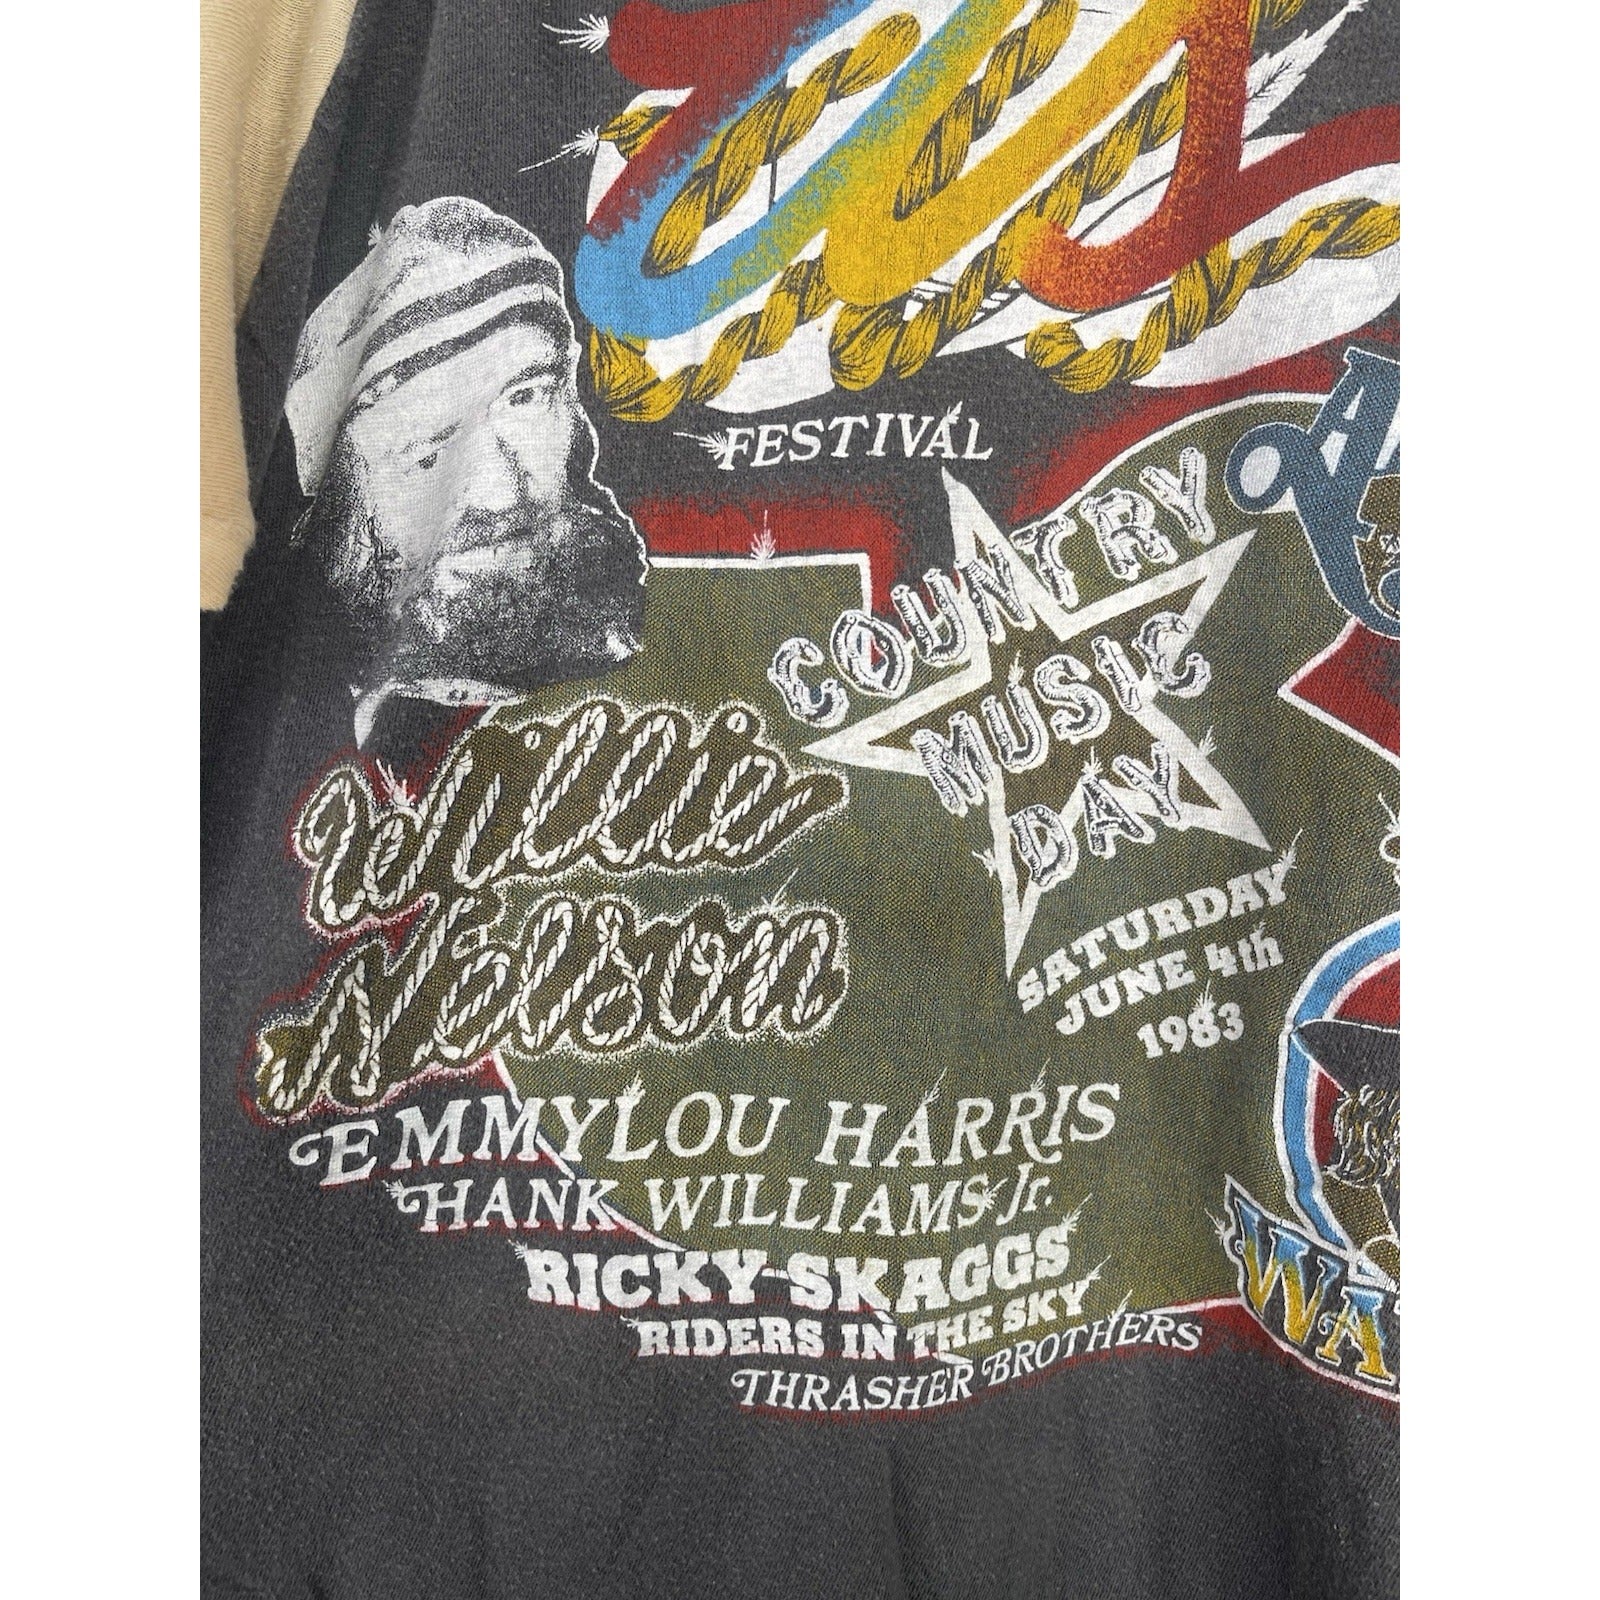 FESTIVAL
COUNTRY
MUSIC
DAY
SATURDAY
JUNE 4th
1983
Willie
Nelson
EMMYLOU HARRIS
HANK WILLIAMS Jr.
RICKY SKAGGS
RIDERS IN THE SKY
THRASHER BROTHERS
WA